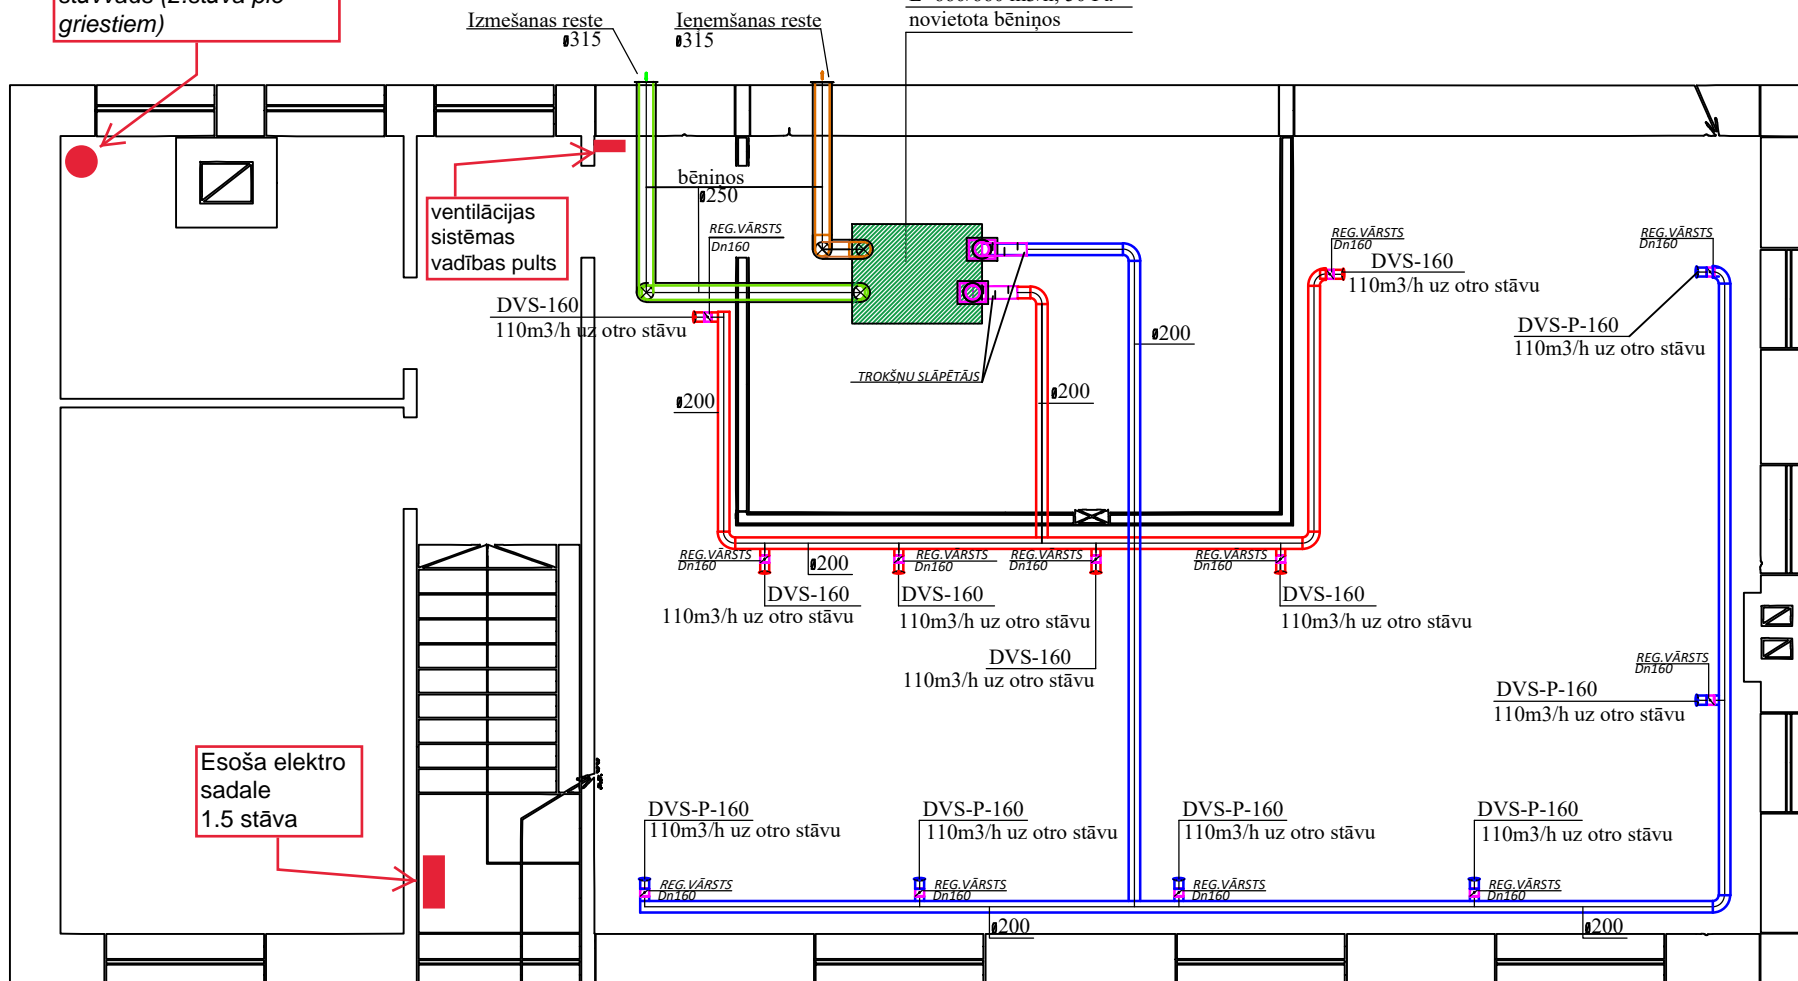 griestiem)
Izmešanas reste
ø315
Ieņemšanas reste
ø315
novietota bēniņos
bēniņos
ø250
ventilācijas
sistēmas
vadības pults
REG.VĀRSTS
Dn160
DVS-160
110m3/h uz otro stāvu
REG.VĀRSTS
Dn160
DVS-160
110m3/h uz otro stāvu
REG.VĀRSTS
Dn160
DVS-P-160
110m3/h uz otro stāvu
ø200
TROKŠŅU SLĀPĒTĀJS
ø200
ø200
REG.VĀRSTS
Dn160
ø200
REG.VĀRSTS
Dn160
REG.VĀRSTS
Dn160
REG.VĀRSTS
Dn160
DVS-160
110m3/h uz otro stāvu
DVS-160
110m3/h uz otro stāvu
DVS-160
110m3/h uz otro stāvu
DVS-160
110m3/h uz otro stāvu
REG.VĀRSTS
Dn160
DVS-P-160
110m3/h uz otro stāvu
Esoša elektro
sadale
1.5 stāva
DVS-P-160
110m3/h uz otro stāvu
DVS-P-160
110m3/h uz otro stāvu
DVS-P-160
110m3/h uz otro stāvu
DVS-P-160
110m3/h uz otro stāvu
REG.VĀRSTS
Dn160
REG.VĀRSTS
Dn160
REG.VĀRSTS
Dn160
REG.VĀRSTS
Dn160
ø200
ø200